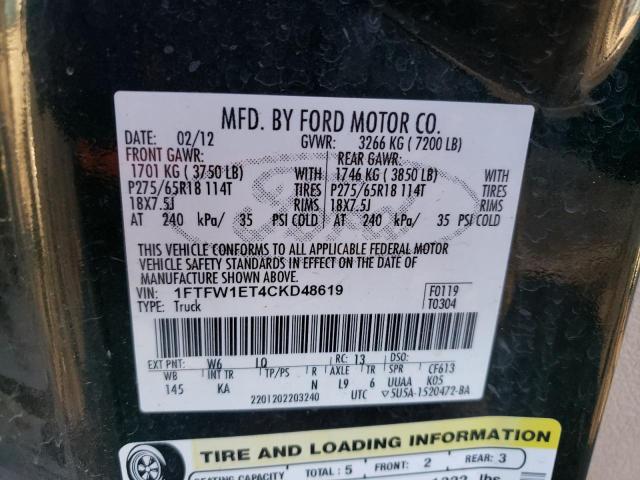 MFD. BY FORD MOTOR CO.
DATE: 02/12 GVWR: 3266 KG ( 7200 LB)
FRONT GAWR: REAR GAWR:
1701 KG ( 3750 LB) WITH 1746 KG ( 3850 LB) WITH
P275/65R18 114T TIRES P275/65R18 114T TIRES
18X7.5J RIMS 18X7.5J RIMS
AT 240 kPa/ 35 PSI COLD AT 240 kPa/ 35 PSI COLD
THIS VEHICLE CONFORMS TO ALL APPLICABLE FEDERAL MOTOR
VEHICLE SAFETY STANDARDS IN EFFECT ON THE DATE OF
MANUFACTURE SHOWN ABOVE.
VIN: 1FTFW1ET4CKD48619 F0119
TYPE: Truck T0304
EXT PNT: W6 RC: 13 DSO:
WB INT TR TP/PS R AXLE TR SPR CF613
145 KA N L9 6 UUAA K05
2201202203240 UTC 5U5A-1520472-BA
TIRE AND LOADING INFORMATION
SEATING CAPACITY TOTAL: 5 FRONT: 2 REAR: 3
lbs